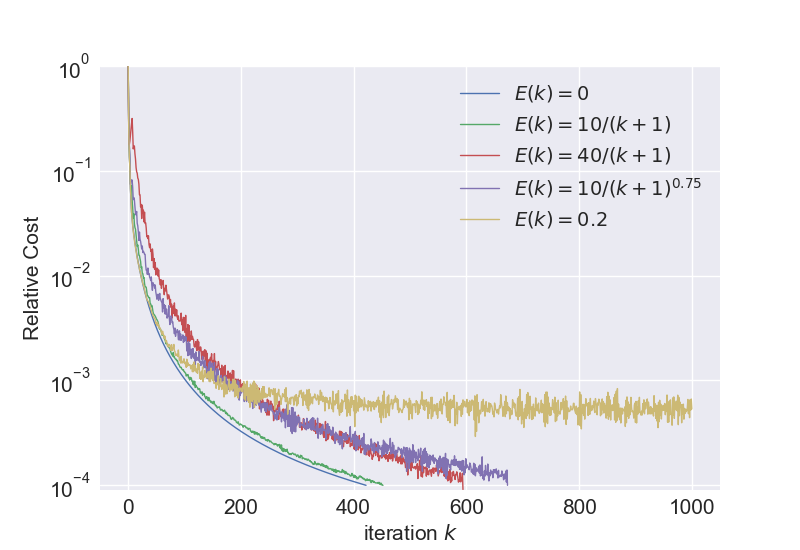 10^0
10^{-1}
10^{-2}
10^{-3}
10^{-4}
Relative Cost
E(k) = 0
E(k) = 10/(k + 1)
E(k) = 40/(k + 1)
E(k) = 10/(k + 1)^{0.75}
E(k) = 0.2
0 200 400 600 800 1000
iteration k